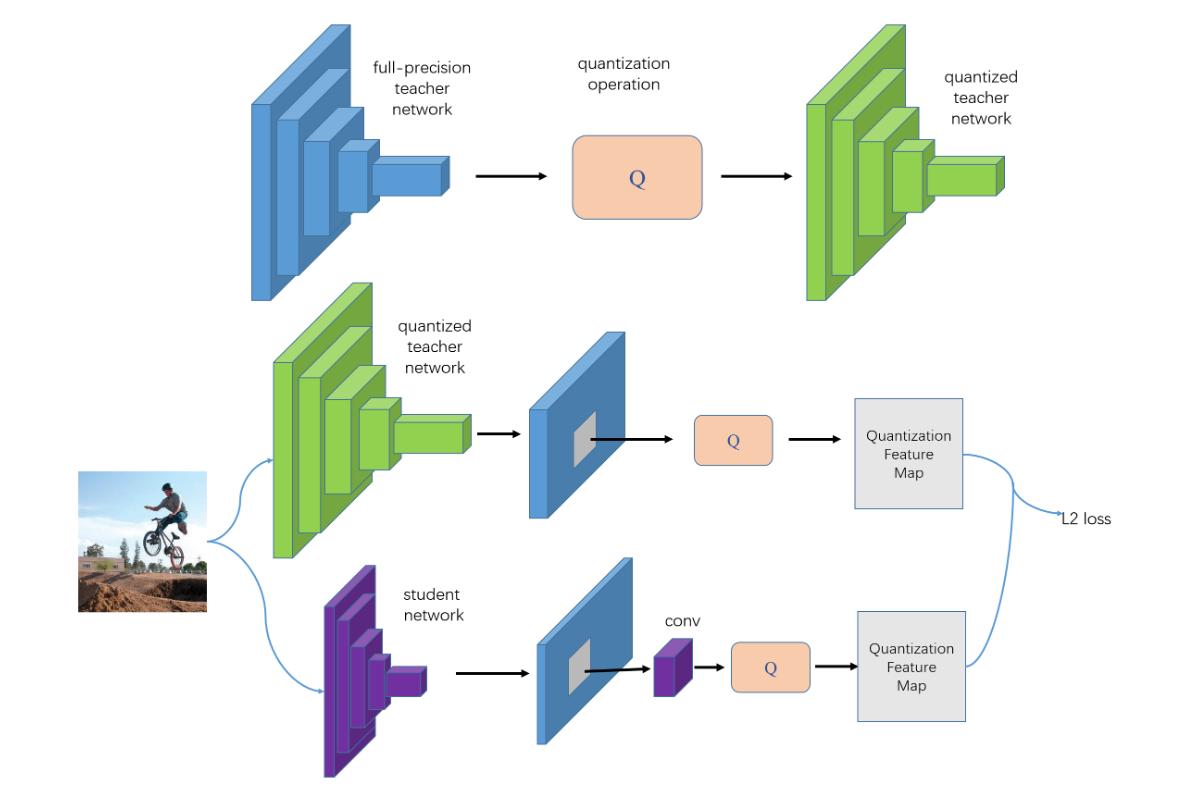 full-precision
teacher
network
quantization
operation
quantized
teacher
network
Q
quantized
teacher
network
Q
Quantization
Feature
Map
L2 loss
student
network
conv
Q
Quantization
Feature
Map